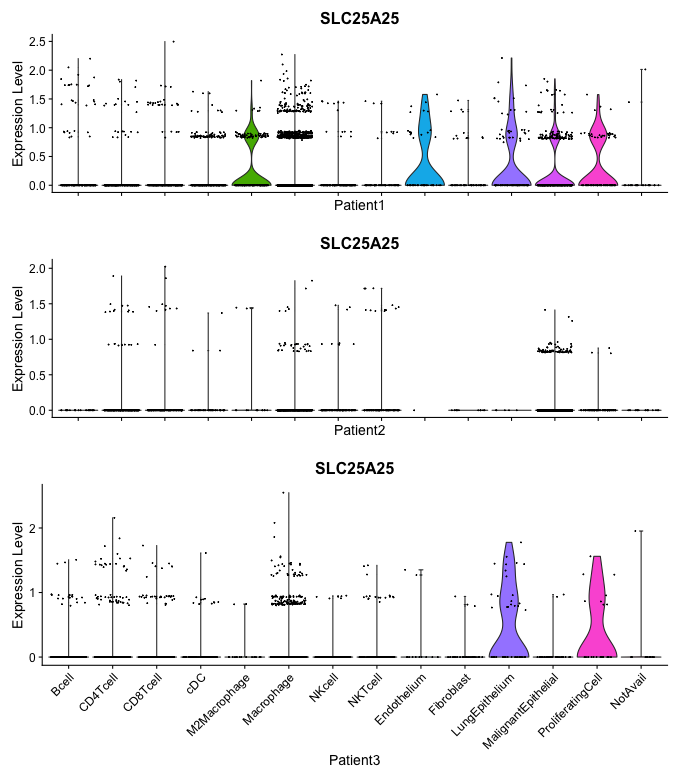 SLC25A25
Expression Level
2.5
2.0
1.5
1.0
0.5
0.0
Patient1
SLC25A25
Expression Level
2.0
1.5
1.0
0.5
0.0
Patient2
SLC25A25
Expression Level
2
1
0
Bcell
CD4Tcell
CD8Tcell
cDC
M2Macrophage
Macrophage
NKcell
NKTcell
Endothelium
Fibroblast
LungEpithelium
MalignantEpithelial
ProliferatingCell
NotAvail
Patient3